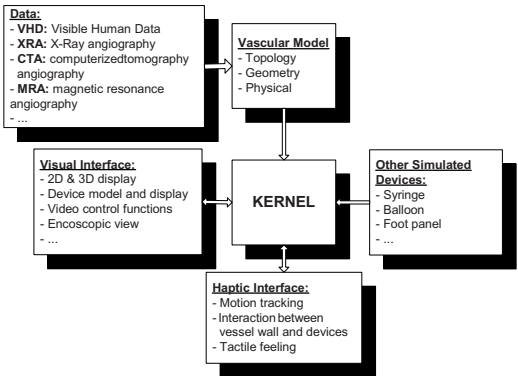 Data:
- VHD: Visible Human Data
- XRA: X-Ray angiography
- CTA: computerizedtomography
angiography
- MRA: magnetic resonance
angiography
- ...
Vascular Model
- Topology
- Geometry
- Physical
Visual Interface:
- 2D & 3D display
- Device model and display
- Video control functions
- Encoscopic view
- ...
KERNEL
Other Simulated
Devices:
- Syringe
- Balloon
- Foot panel
- ...
Haptic Interface:
- Motion tracking
- Interaction between
vessel wall and devices
- Tactile feeling